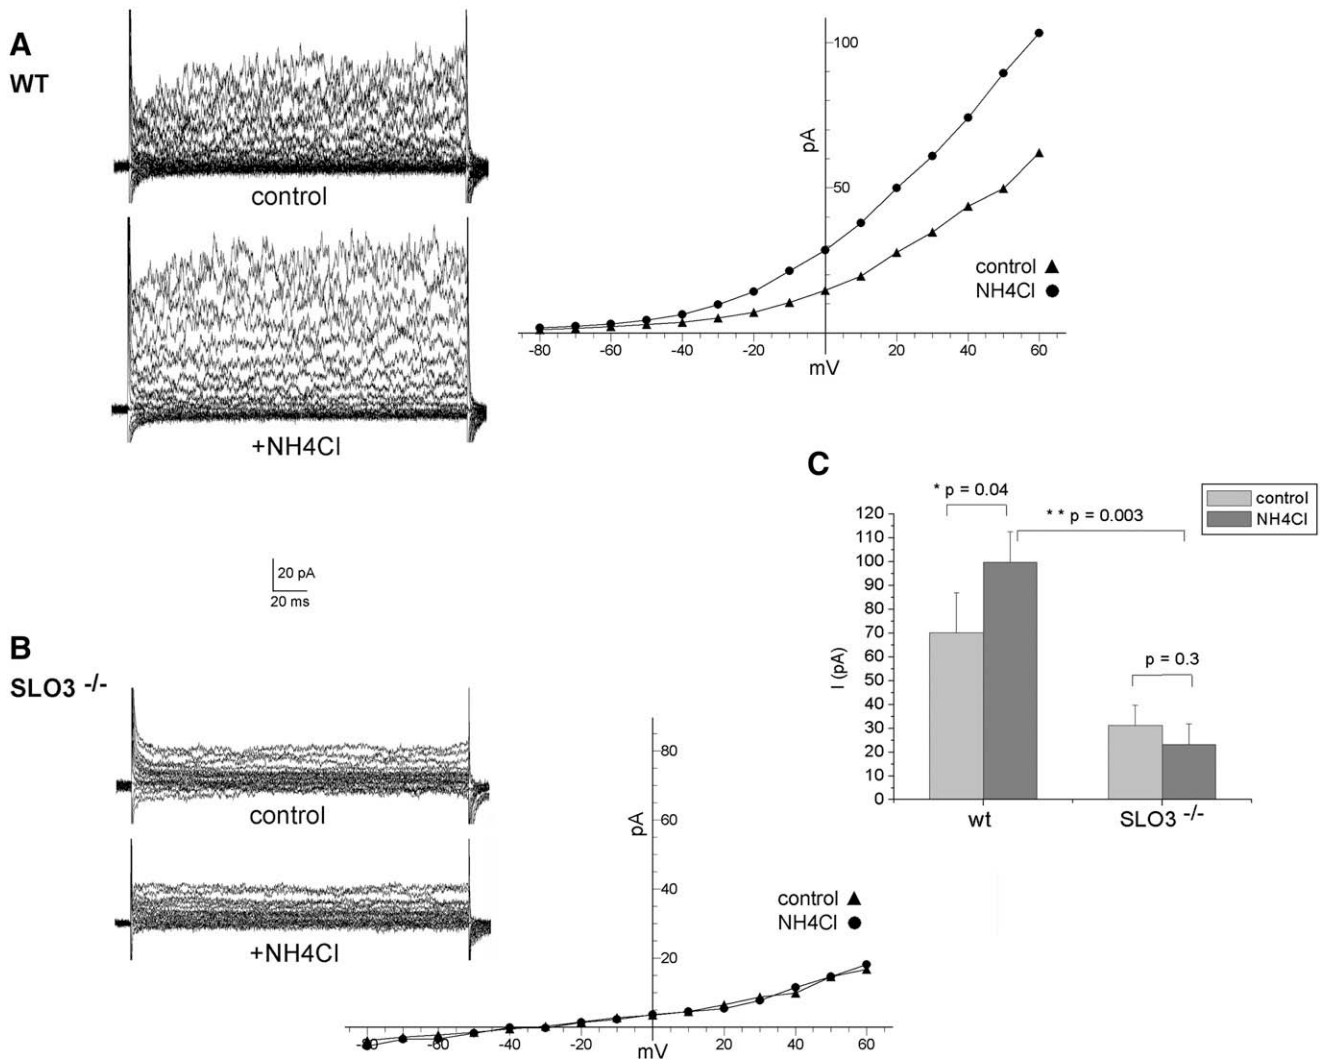 A
WT
control
+NH4Cl
100
50
pA
control
NH4Cl
-80 -60 -40 -20 20 40 60
mV
20 pA
20 ms
B
SLO3 -/-
control
+NH4Cl
80
60
40
20
pA
control
NH4Cl
-80 -60 -40 -20 20 40 60
mV
C
* p = 0.04
* * p = 0.003
p = 0.3
control
NH4Cl
120
110
100
90
80
70
60
50
40
30
20
10
0
I (pA)
wt SLO3 -/-